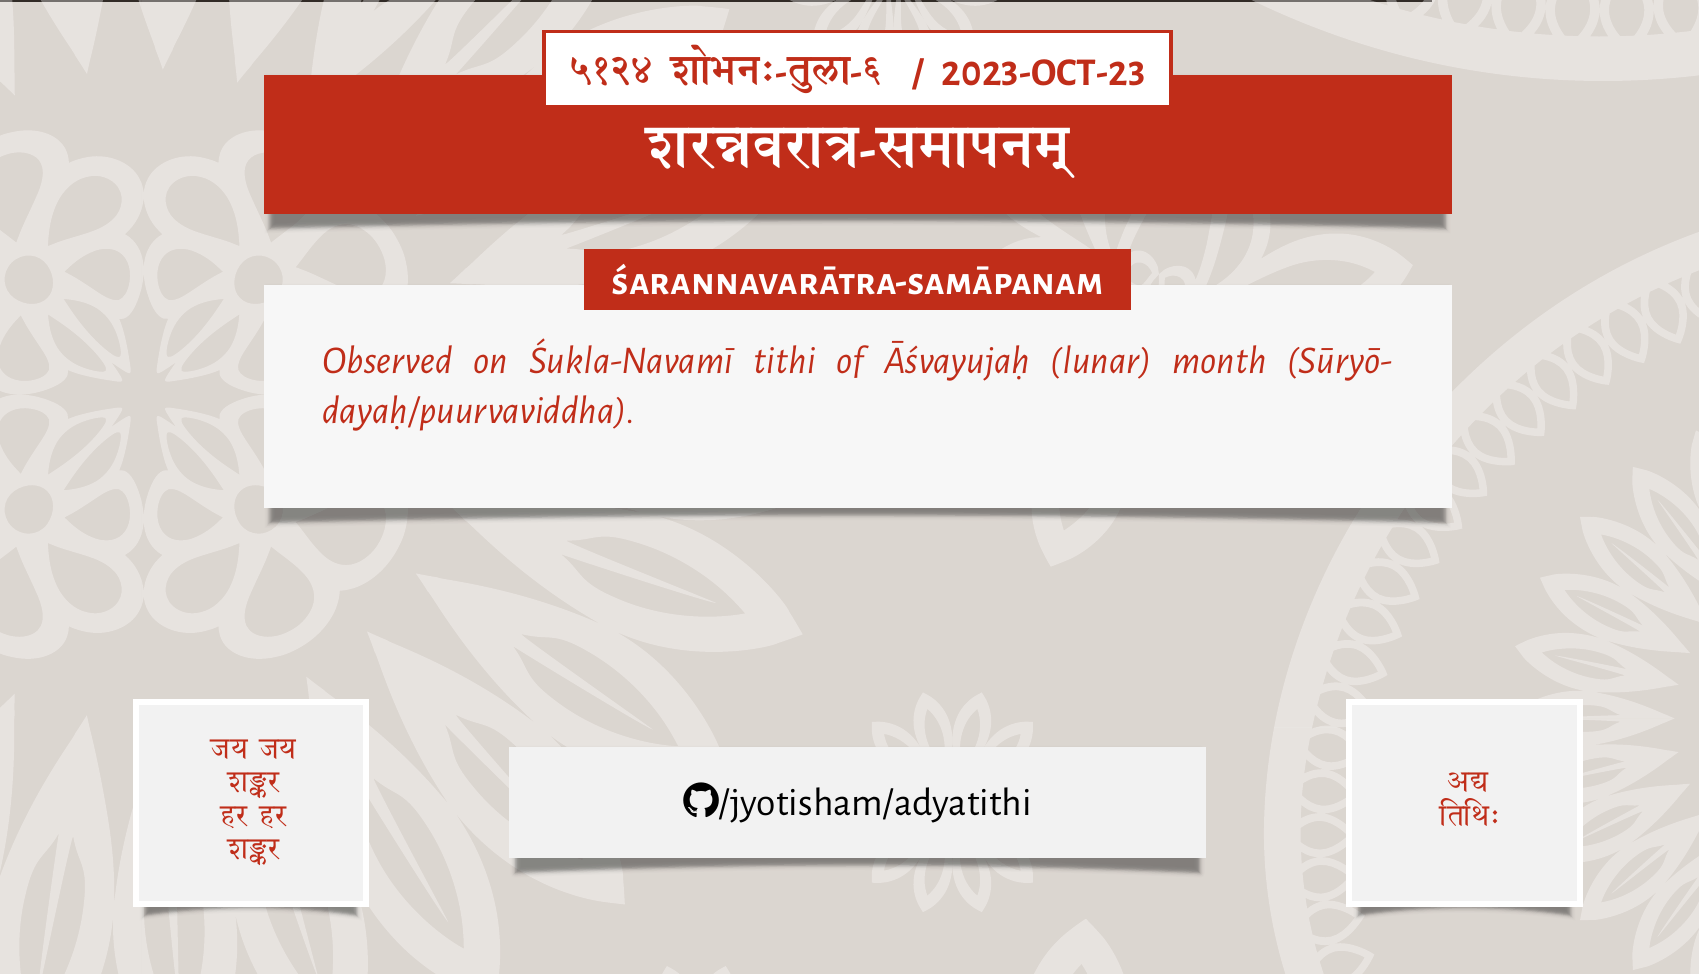 ५१२४ शोभनः-तुला-६ / 2023-OCT-23
शरन्नवरात्र-समापनम्
ŚARANNAVARĀTRA-SAMĀPANAM
Observed on Śukla-Navamī tithi of Āśvayujaḥ (lunar) month (Sūryō-
dayaḥ/puurvaviddha).
जय जय
शङ्कर
हर हर
शङ्कर
/jyotisham/adyatithi
अद्य
तिथिः